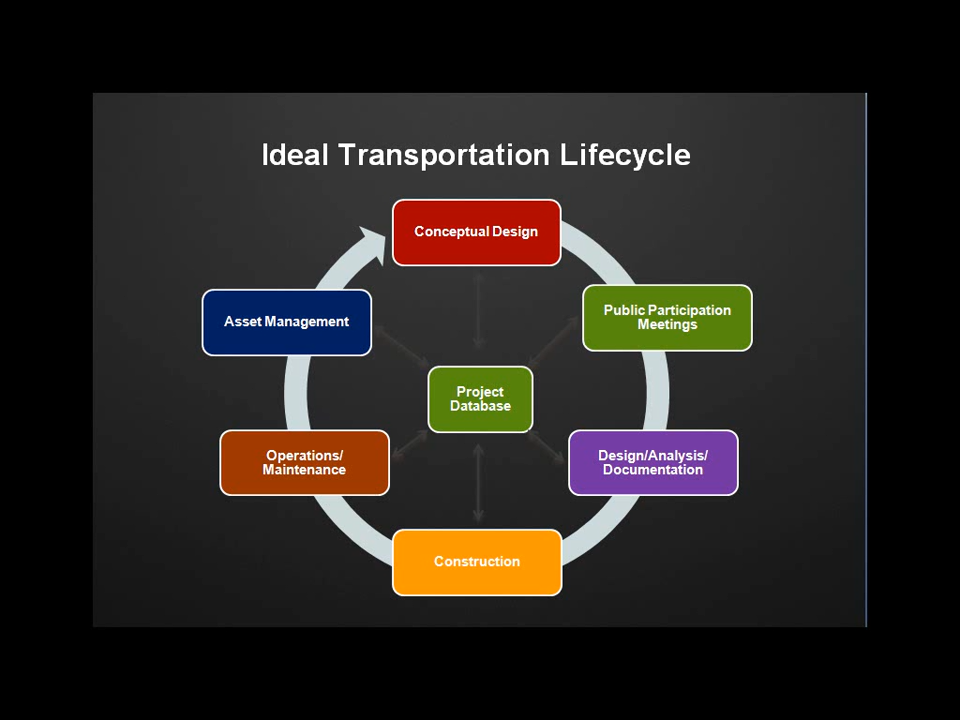 Ideal Transportation Lifecycle
Conceptual Design
Public Participation
Meetings
Asset Management
Project
Database
Operations/
Maintenance
Design/Analysis/
Documentation
Construction